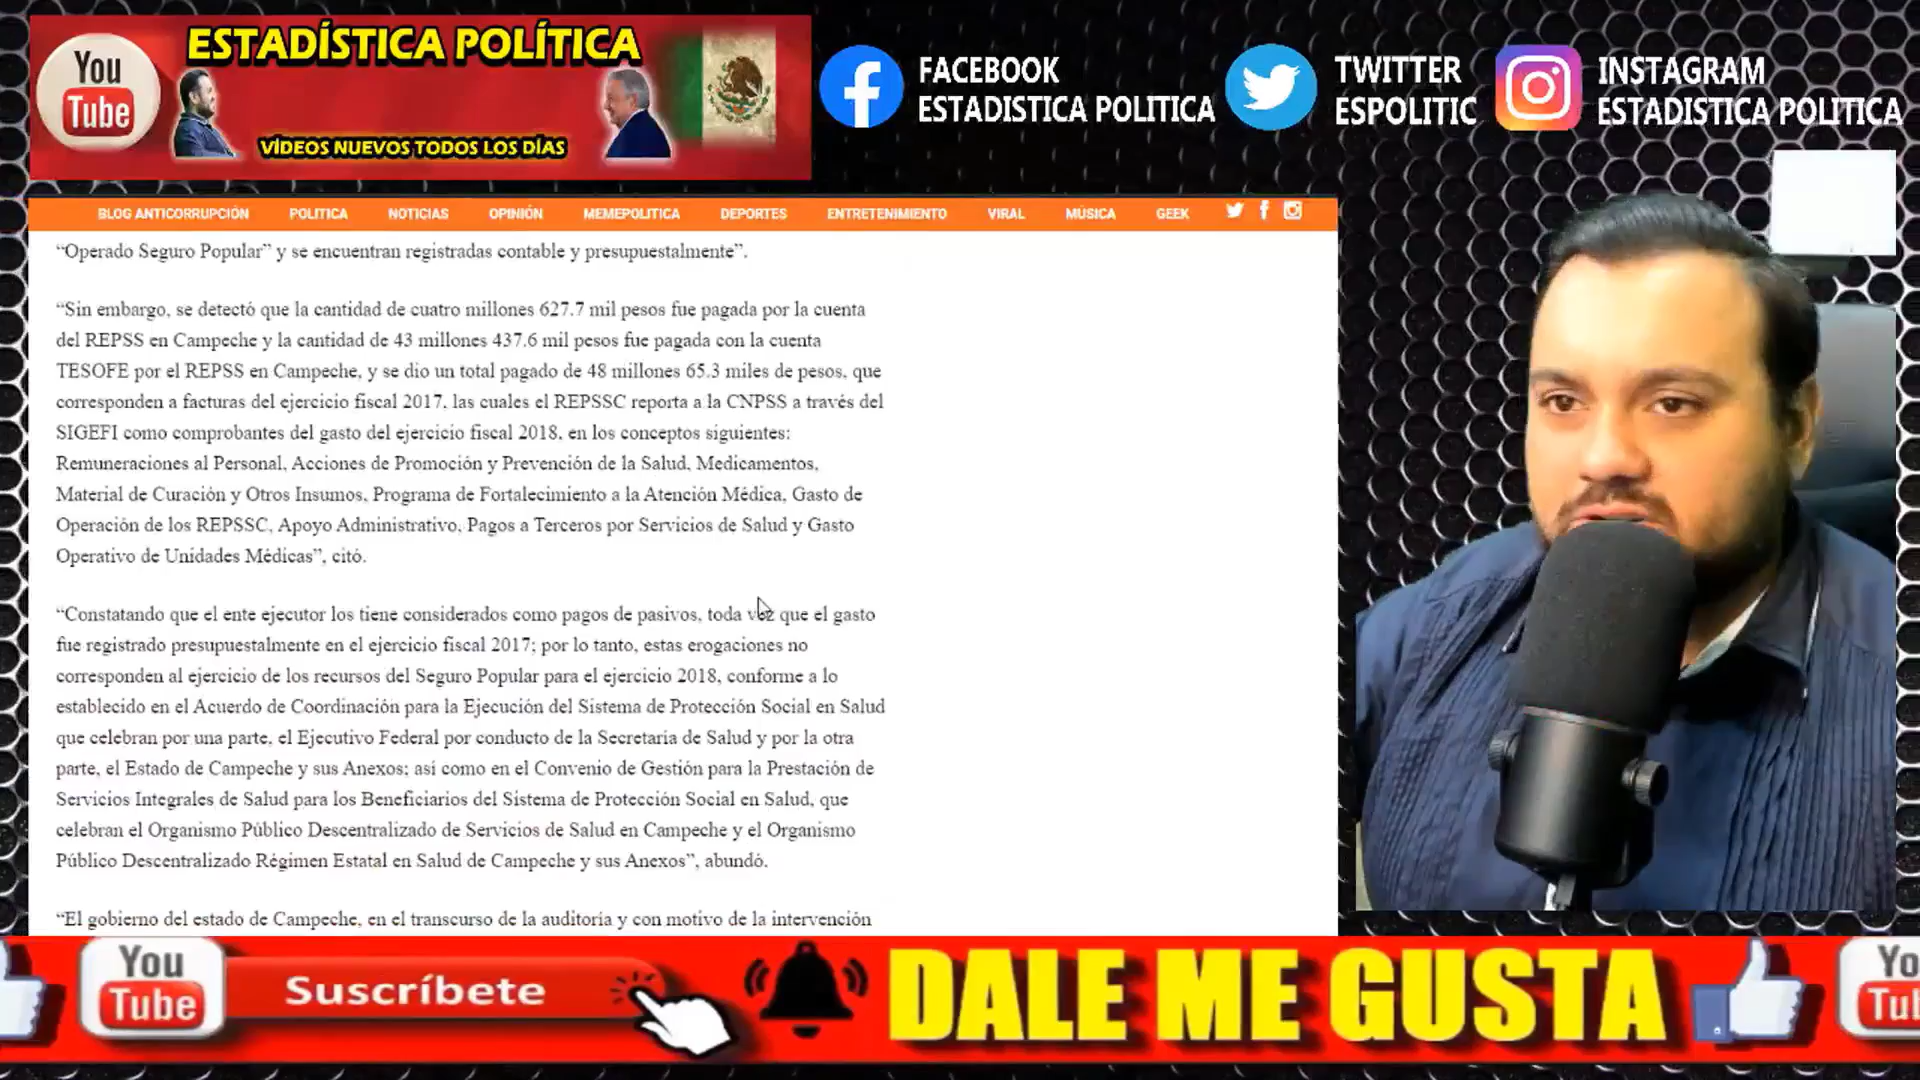 You
Tube
ESTADÍSTICA POLÍTICA
VÍDEOS NUEVOS TODOS LOS DÍAS
FACEBOOK
ESTADISTICA POLITICA
TWITTER
ESPOLITIC
INSTAGRAM
ESTADISTICA POLITICA
BLOG ANTICORRUPCIÓN POLITICA NOTICIAS OPINIÓN MEMEPOLITICA DEPORTES ENTRETENIMIENTO VIRAL MÚSICA GEEK
“Operado Seguro Popular” y se encuentran registradas contable y presupuestalmente”.
“Sin embargo, se detectó que la cantidad de cuatro millones 627.7 mil pesos fue pagada por la cuenta
del REPSS en Campeche y la cantidad de 43 millones 437.6 mil pesos fue pagada con la cuenta
TESOFE por el REPSS en Campeche, y se dio un total pagado de 48 millones 65.3 miles de pesos, que
corresponden a facturas del ejercicio fiscal 2017, las cuales el REPSSC reporta a la CNPSS a través del
SIGEFI como comprobantes del gasto del ejercicio fiscal 2018, en los conceptos siguientes:
Remuneraciones al Personal, Acciones de Promoción y Prevención de la Salud, Medicamentos,
Material de Curación y Otros Insumos, Programa de Fortalecimiento a la Atención Médica, Gasto de
Operación de los REPSSC, Apoyo Administrativo, Pagos a Terceros por Servicios de Salud y Gasto
Operativo de Unidades Médicas”, citó.
“Constatando que el ente ejecutor los tiene considerados como pagos de pasivos, toda vez que el gasto
fue registrado presupuestalmente en el ejercicio fiscal 2017; por lo tanto, estas erogaciones no
corresponden al ejercicio de los recursos del Seguro Popular para el ejercicio 2018, conforme a lo
establecido en el Acuerdo de Coordinación para la Ejecución del Sistema de Protección Social en Salud
que celebran por una parte, el Ejecutivo Federal por conducto de la Secretaría de Salud y por la otra
parte, el Estado de Campeche y sus Anexos; así como en el Convenio de Gestión para la Prestación de
Servicios Integrales de Salud para los Beneficiarios del Sistema de Protección Social en Salud, que
celebran el Organismo Público Descentralizado de Servicios de Salud en Campeche y el Organismo
Público Descentralizado Régimen Estatal en Salud de Campeche y sus Anexos”, abundó.
“El gobierno del estado de Campeche, en el transcurso de la auditoría y con motivo de la intervención
You
Tube
Suscríbete
DALE ME GUSTA
Yo
Tul